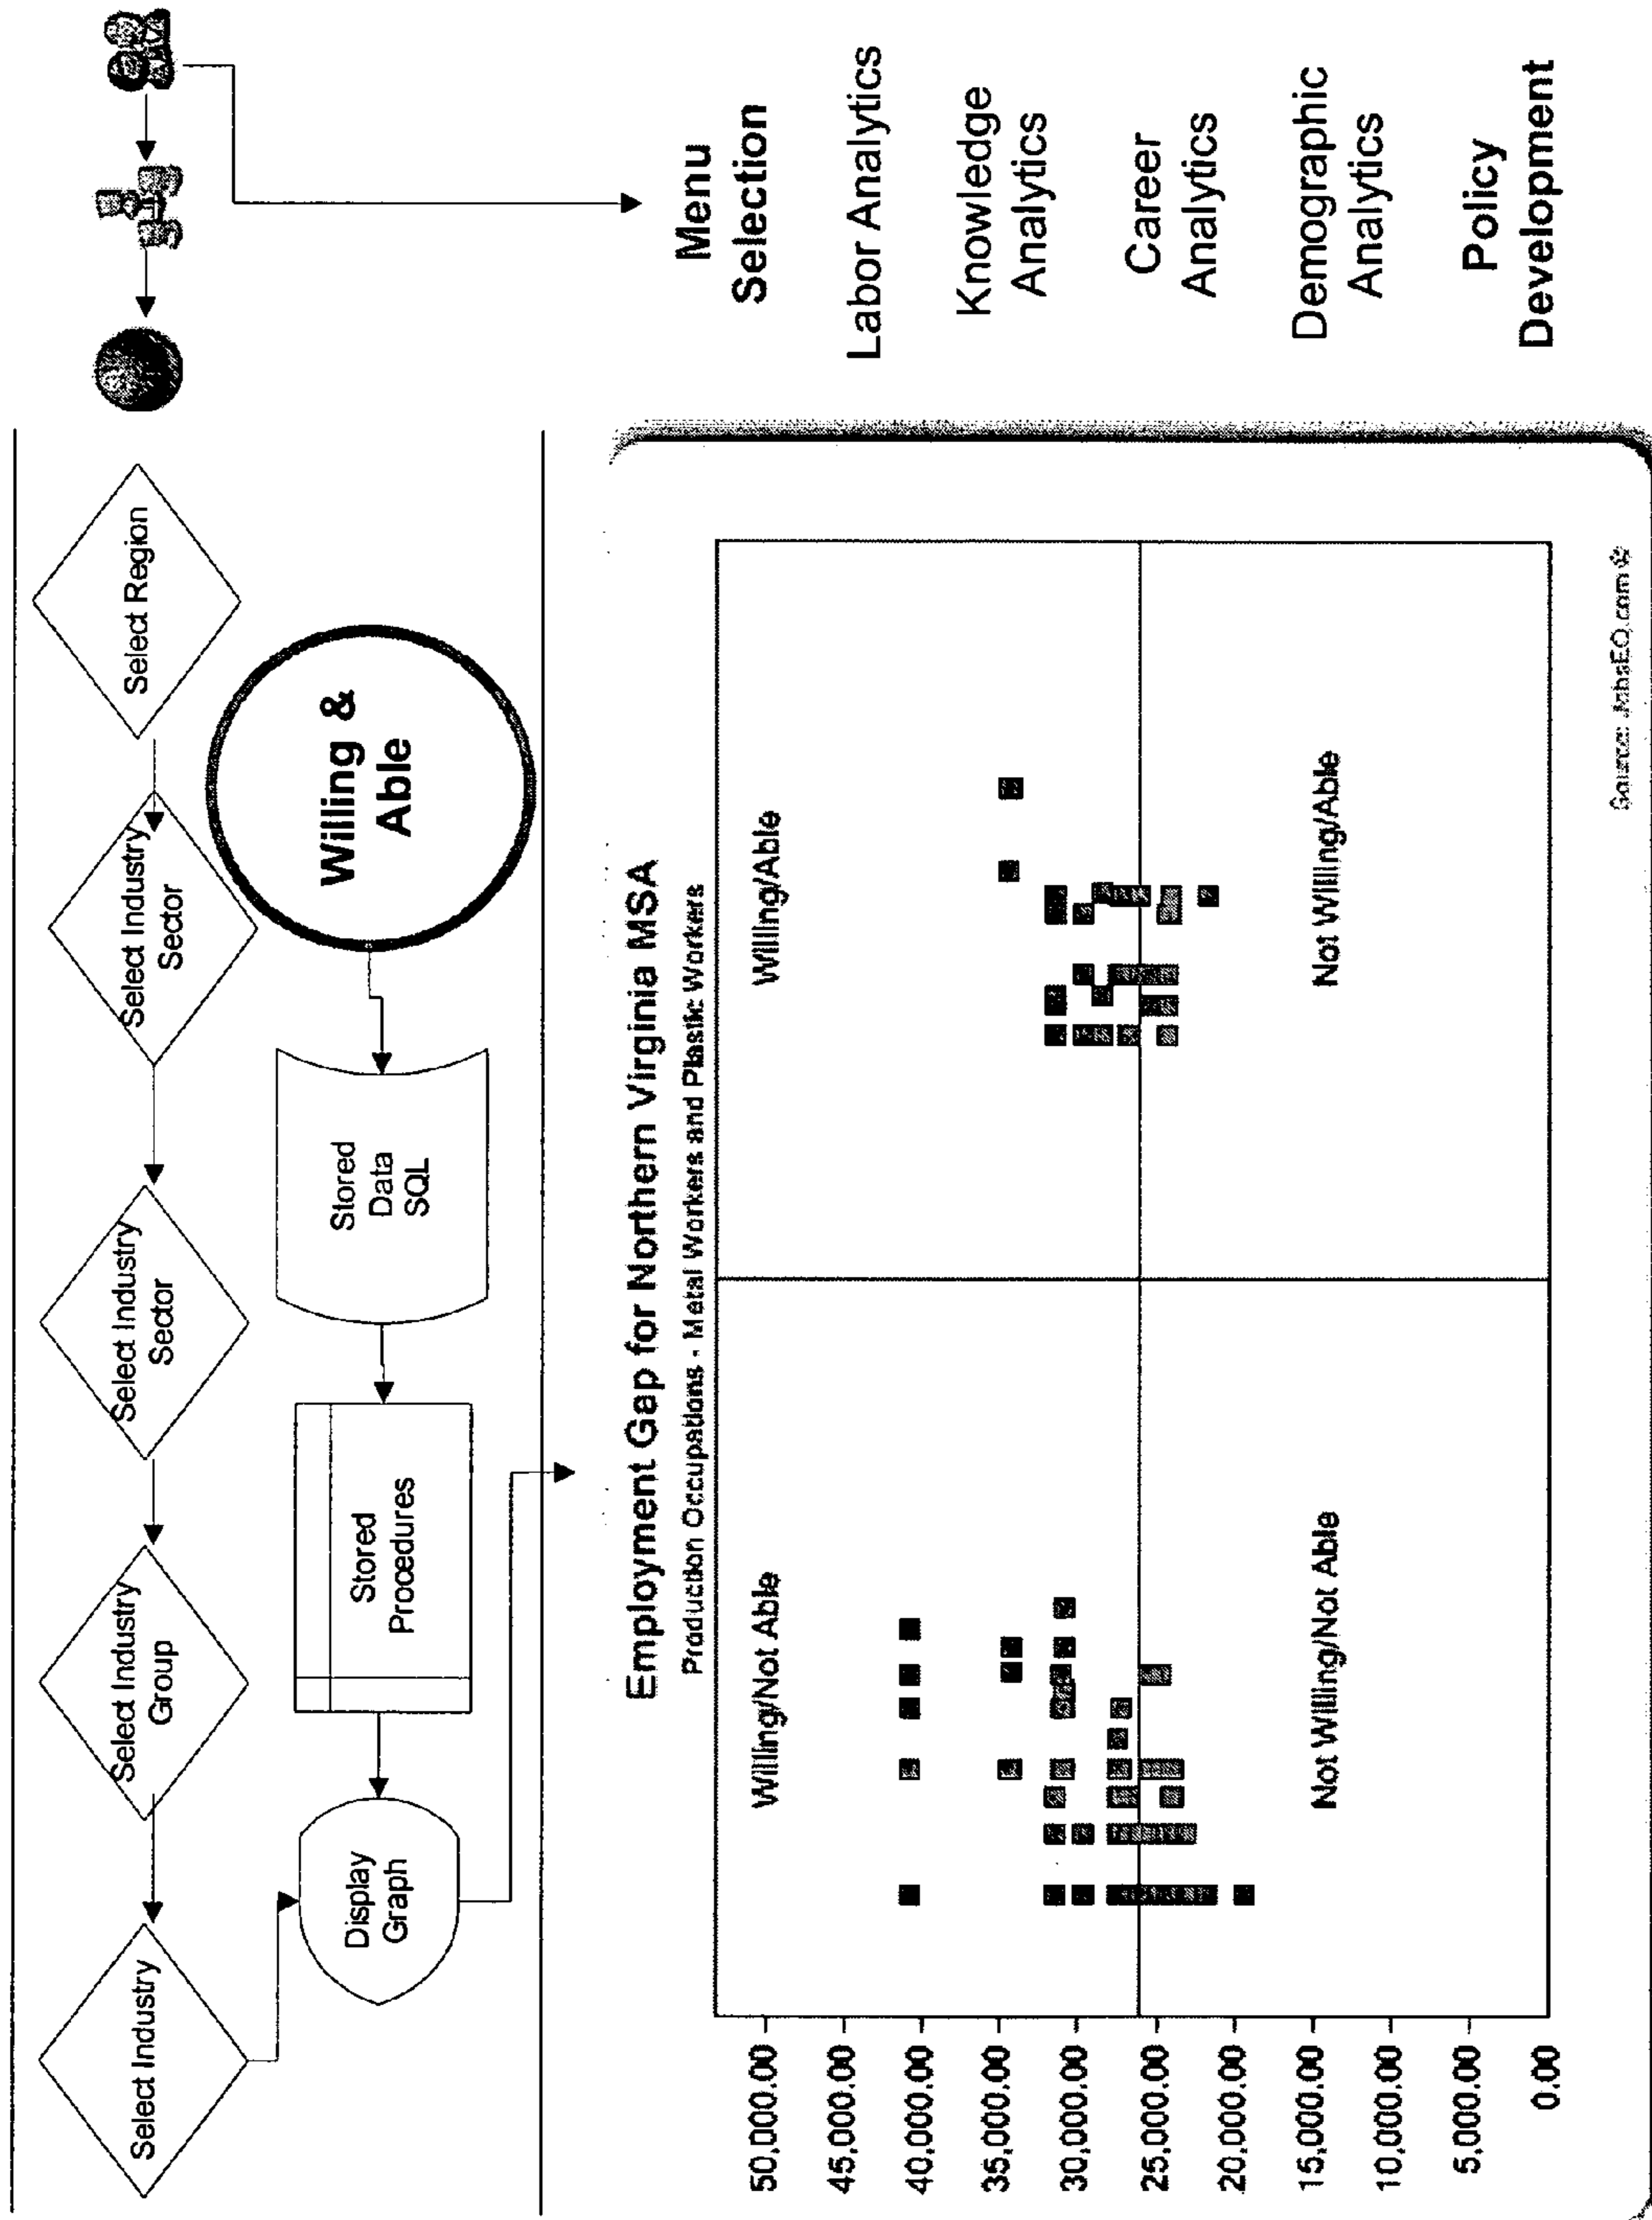 Select Region
Select Industry
Sector
Select Industry
Sector
Select Industry
Group
Select Industry
Willing &
Able
Stored
Data
SQL
Stored
Procedures
Display
Graph
Menu
Selection
Labor Analytics
Knowledge
Analytics
Career
Analytics
Demographic
Analytics
Policy
Development
Employment Gap for Northern Virginia MSA
Production Occupations - Metal Workers and Plastic Workers
50,000.00
45,000.00
40,000.00
35,000.00
30,000.00
25,000.00
20,000.00
15,000.00
10,000.00
5,000.00
0.00
Willing/Not Able
Willing/Able
Not Willing/Not Able
Not Willing/Able
Source: JobsEQ.com